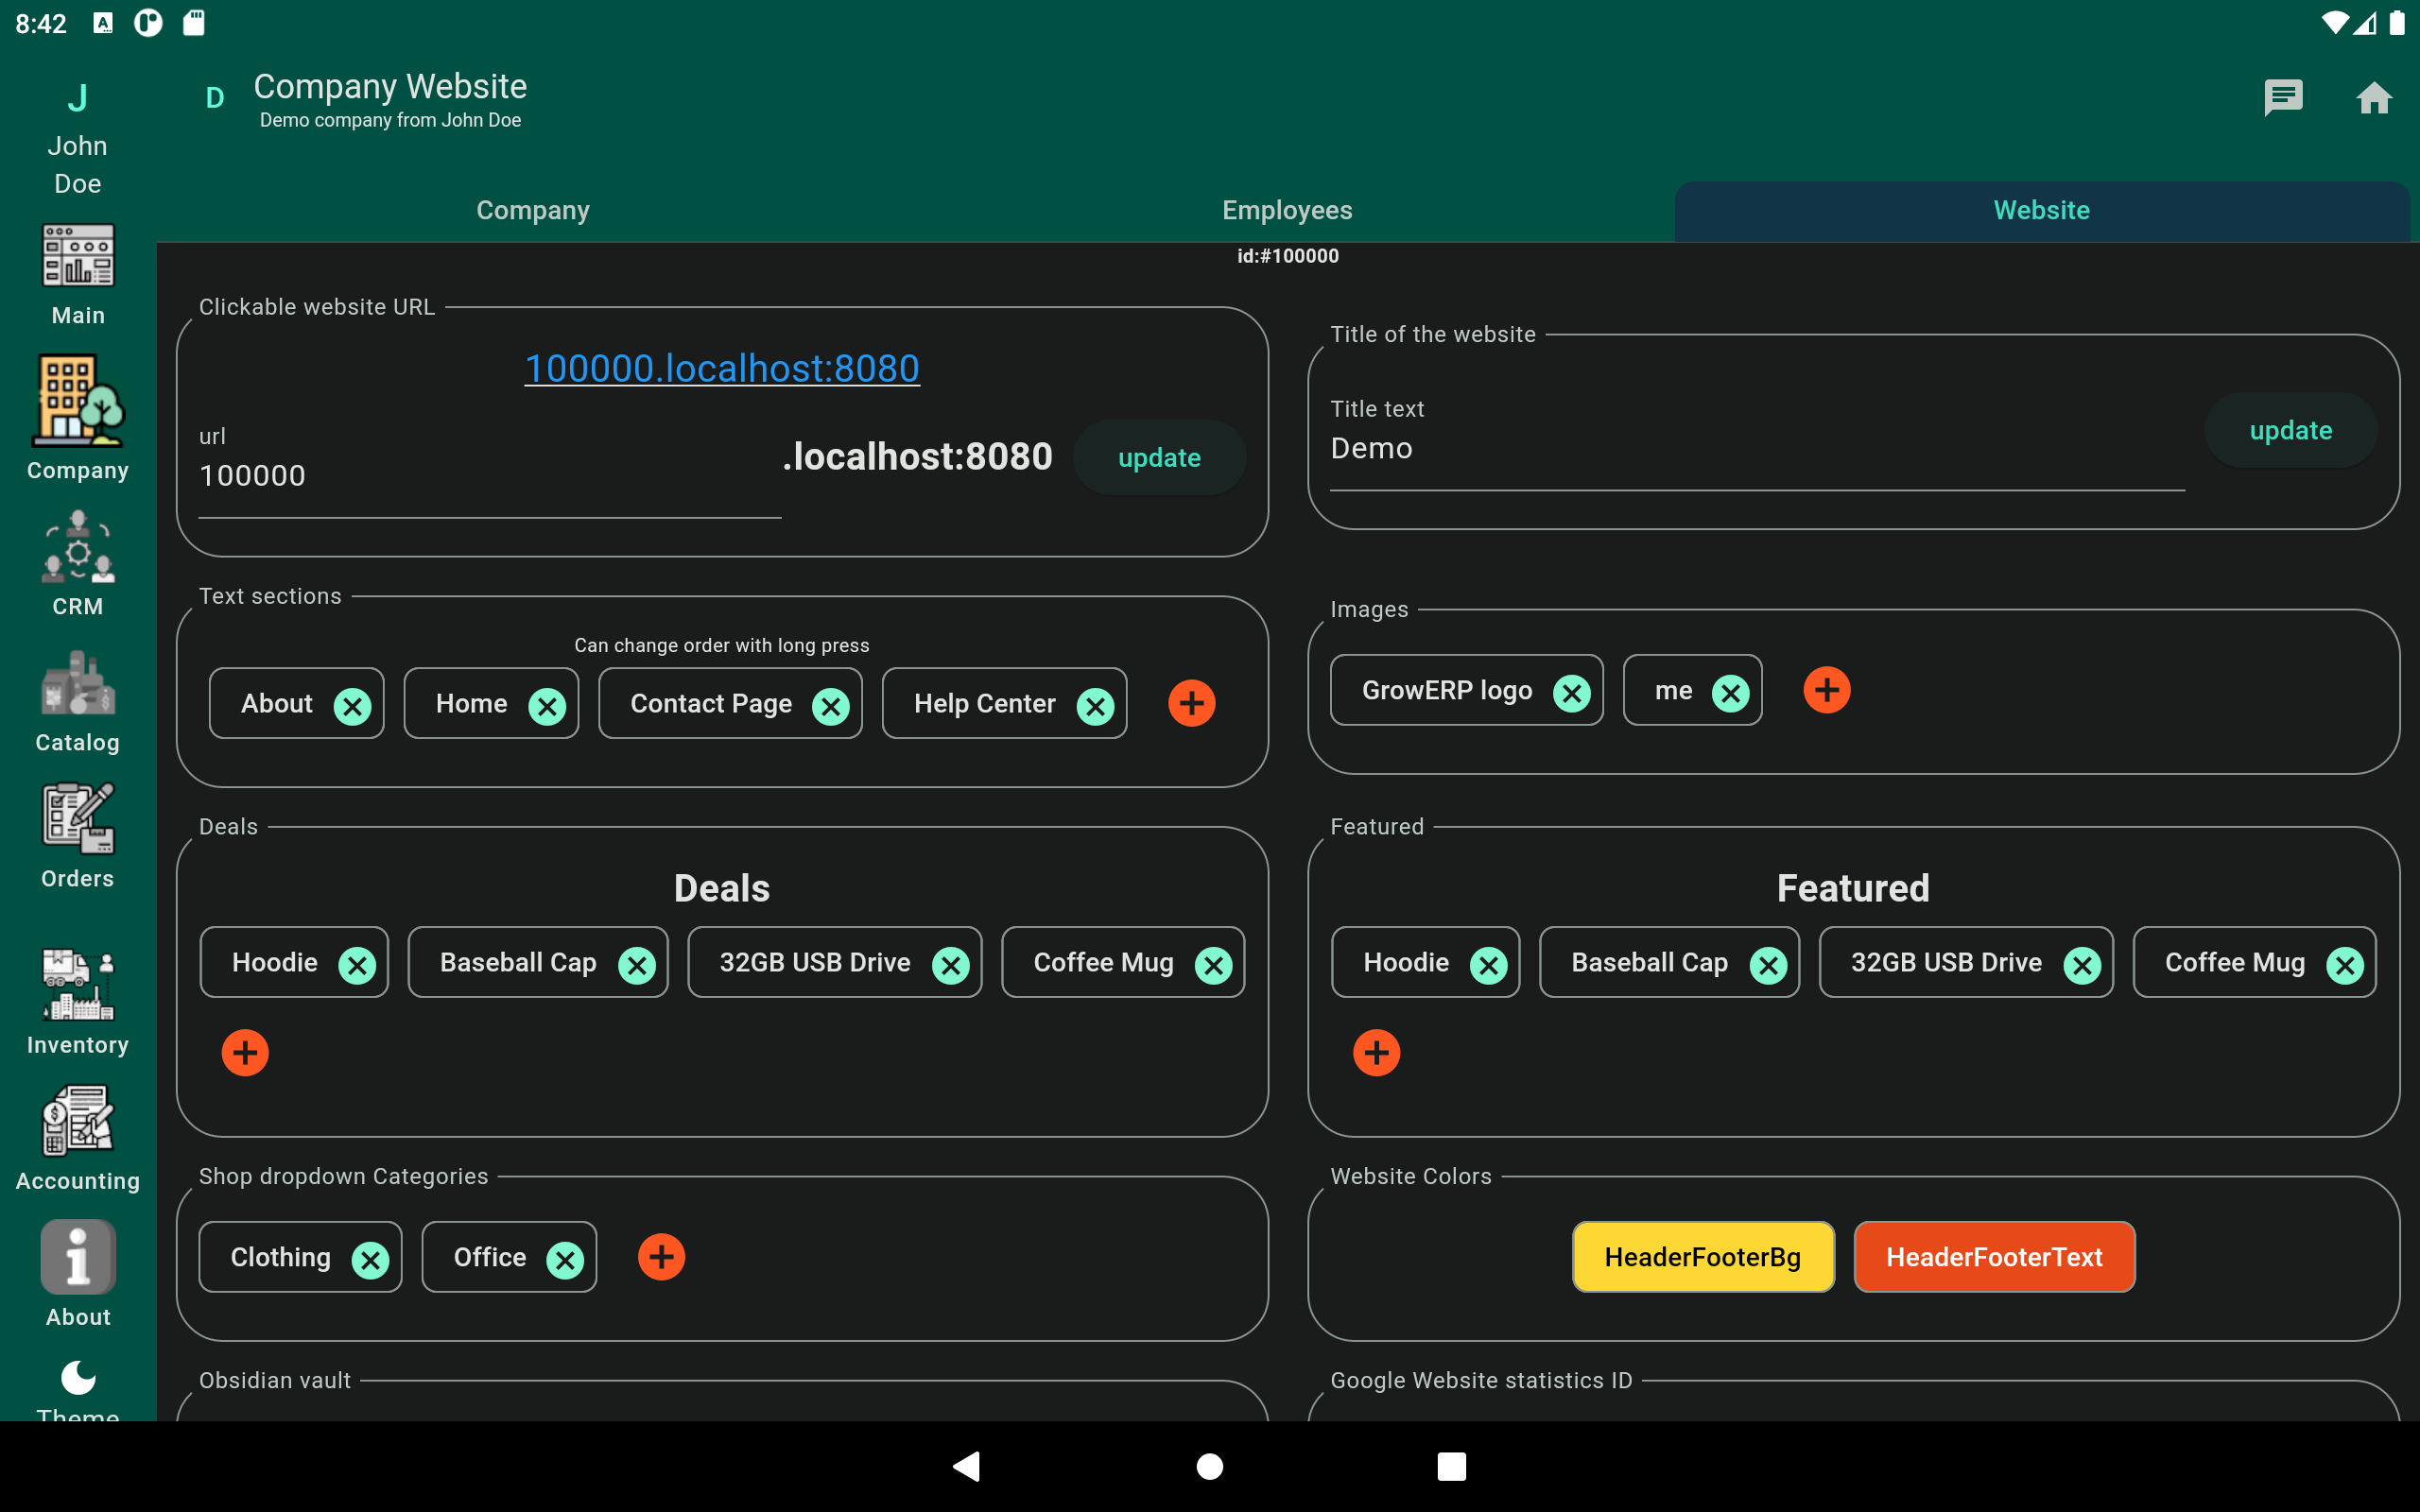 8:42
J
John
Doe
Main
Company
CRM
Catalog
Orders
Inventory
Accounting
About
Theme
D
Company Website
Demo company from John Doe
Company
Employees
Website
id:#100000
Clickable website URL
100000.localhost:8080
url
100000
.localhost:8080
update
Title of the website
Title text
Demo
update
Text sections
Can change order with long press
About
Home
Contact Page
Help Center
Images
GrowERP logo
me
Deals
Deals
Hoodie
Baseball Cap
32GB USB Drive
Coffee Mug
Featured
Featured
Hoodie
Baseball Cap
32GB USB Drive
Coffee Mug
Shop dropdown Categories
Clothing
Office
Website Colors
HeaderFooterBg
HeaderFooterText
Obsidian vault
Google Website statistics ID